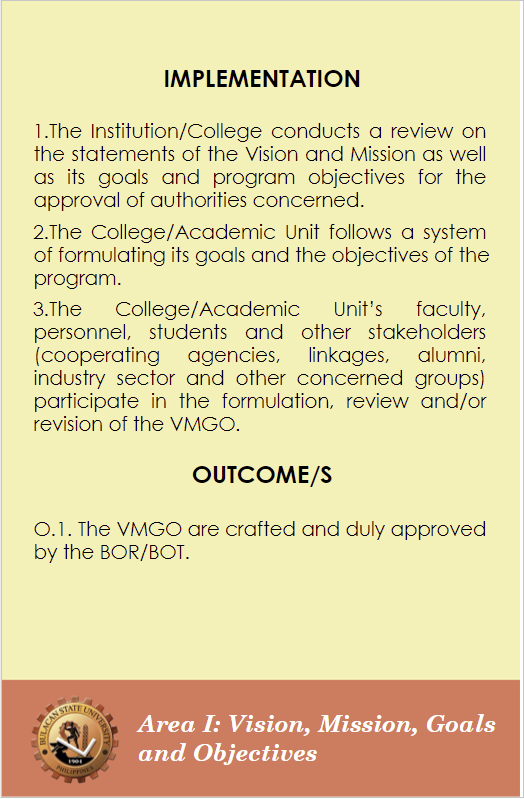 IMPLEMENTATION
1.The Institution/College conducts a review on
the statements of the Vision and Mission as well
as its goals and program objectives for the
approval of authorities concerned.
2.The College/Academic Unit follows a system
of formulating its goals and the objectives of the
program.
3.The College/Academic Unit’s faculty,
personnel, students and other stakeholders
(cooperating agencies, linkages, alumni,
industry sector and other concerned groups)
participate in the formulation, review and/or
revision of the VMGO.
OUTCOME/S
O.1. The VMGO are crafted and duly approved
by the BOR/BOT.
BULACAN STATE UNIVERSITY
1904
PHILIPPINES
Area I: Vision, Mission, Goals
and Objectives